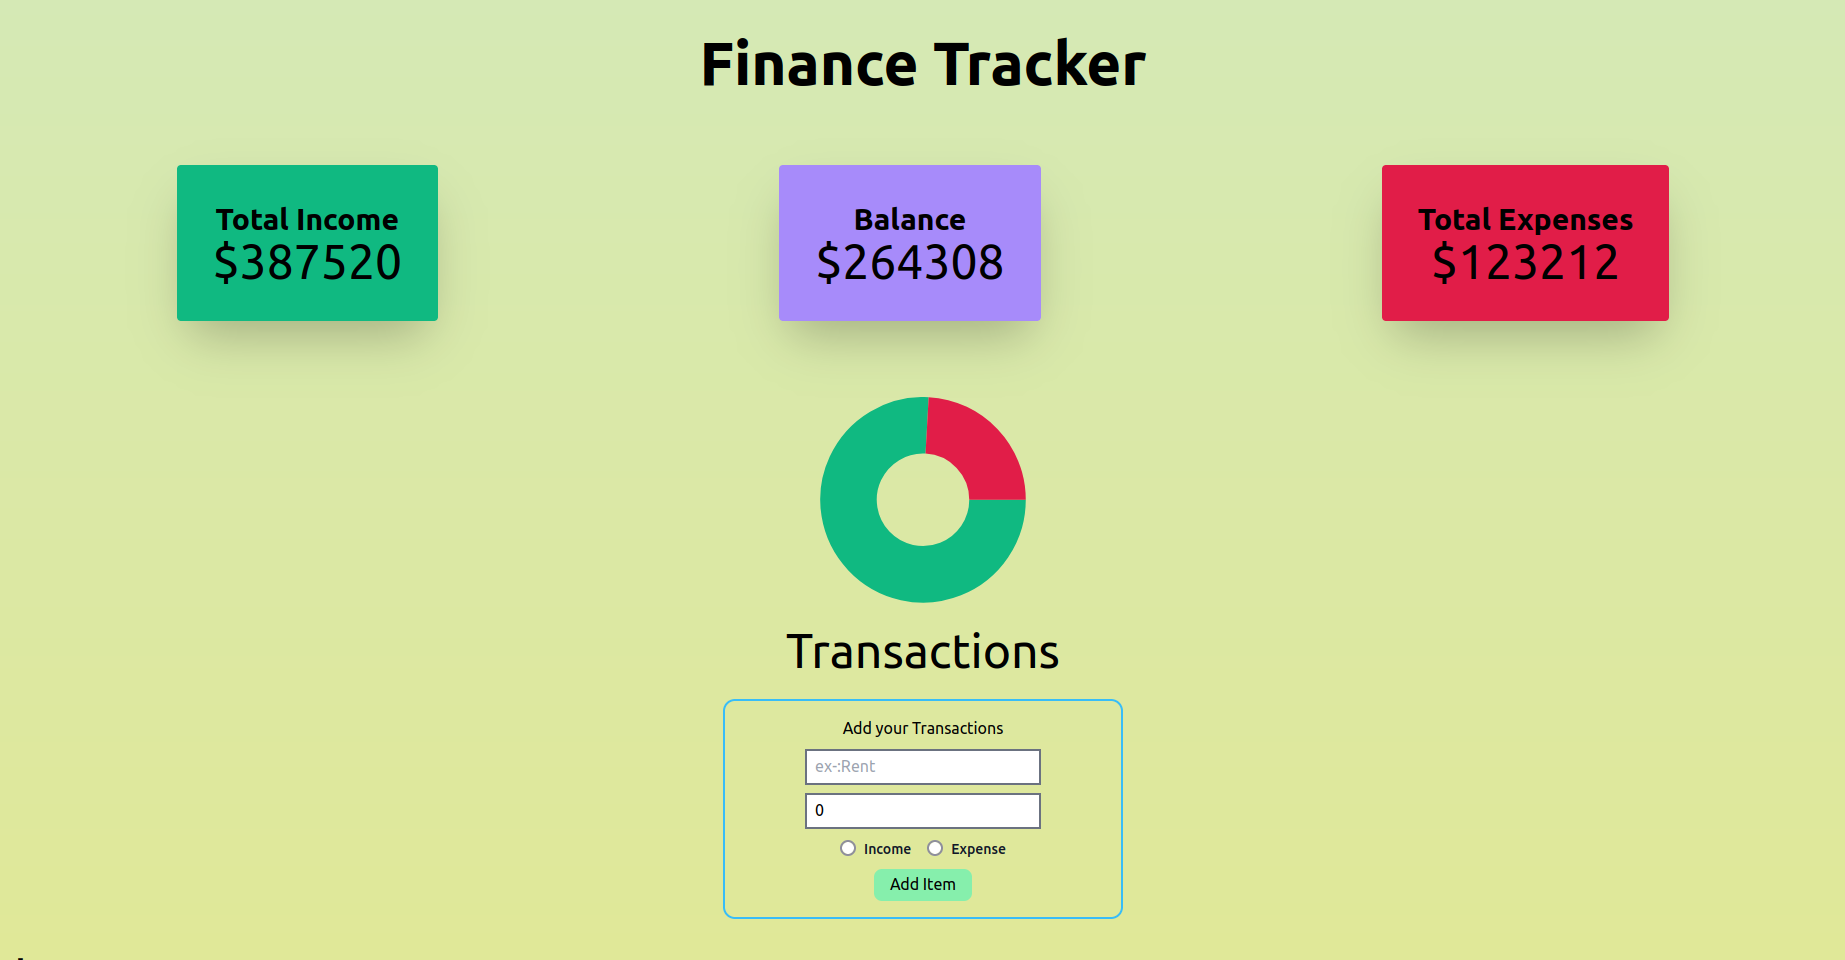 Finance Tracker
Total Income
$387520
Balance
$264308
Total Expenses
$123212
Transactions
Add your Transactions
ex-:Rent
0
Income Expense
Add Item